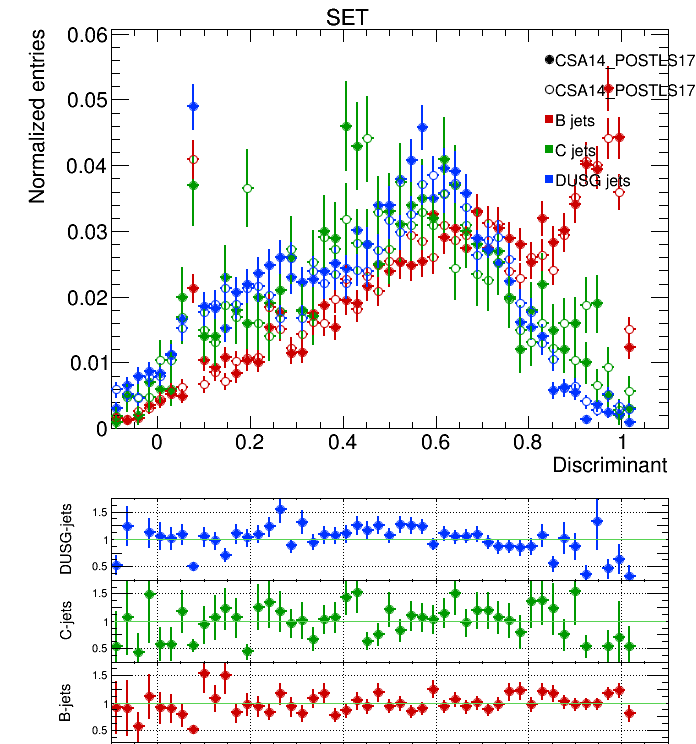 SET
Normalized entries
0.06
0.05
0.04
0.03
0.02
0.01
0
CSA14_POSTLS17
CSA14_POSTLS17
B jets
C jets
DUSG jets
0 0.2 0.4 0.6 0.8 1
Discriminant
DUSG-jets
1.5
1
0.5
C-jets
1.5
1
0.5
B-jets
1.5
1
0.5